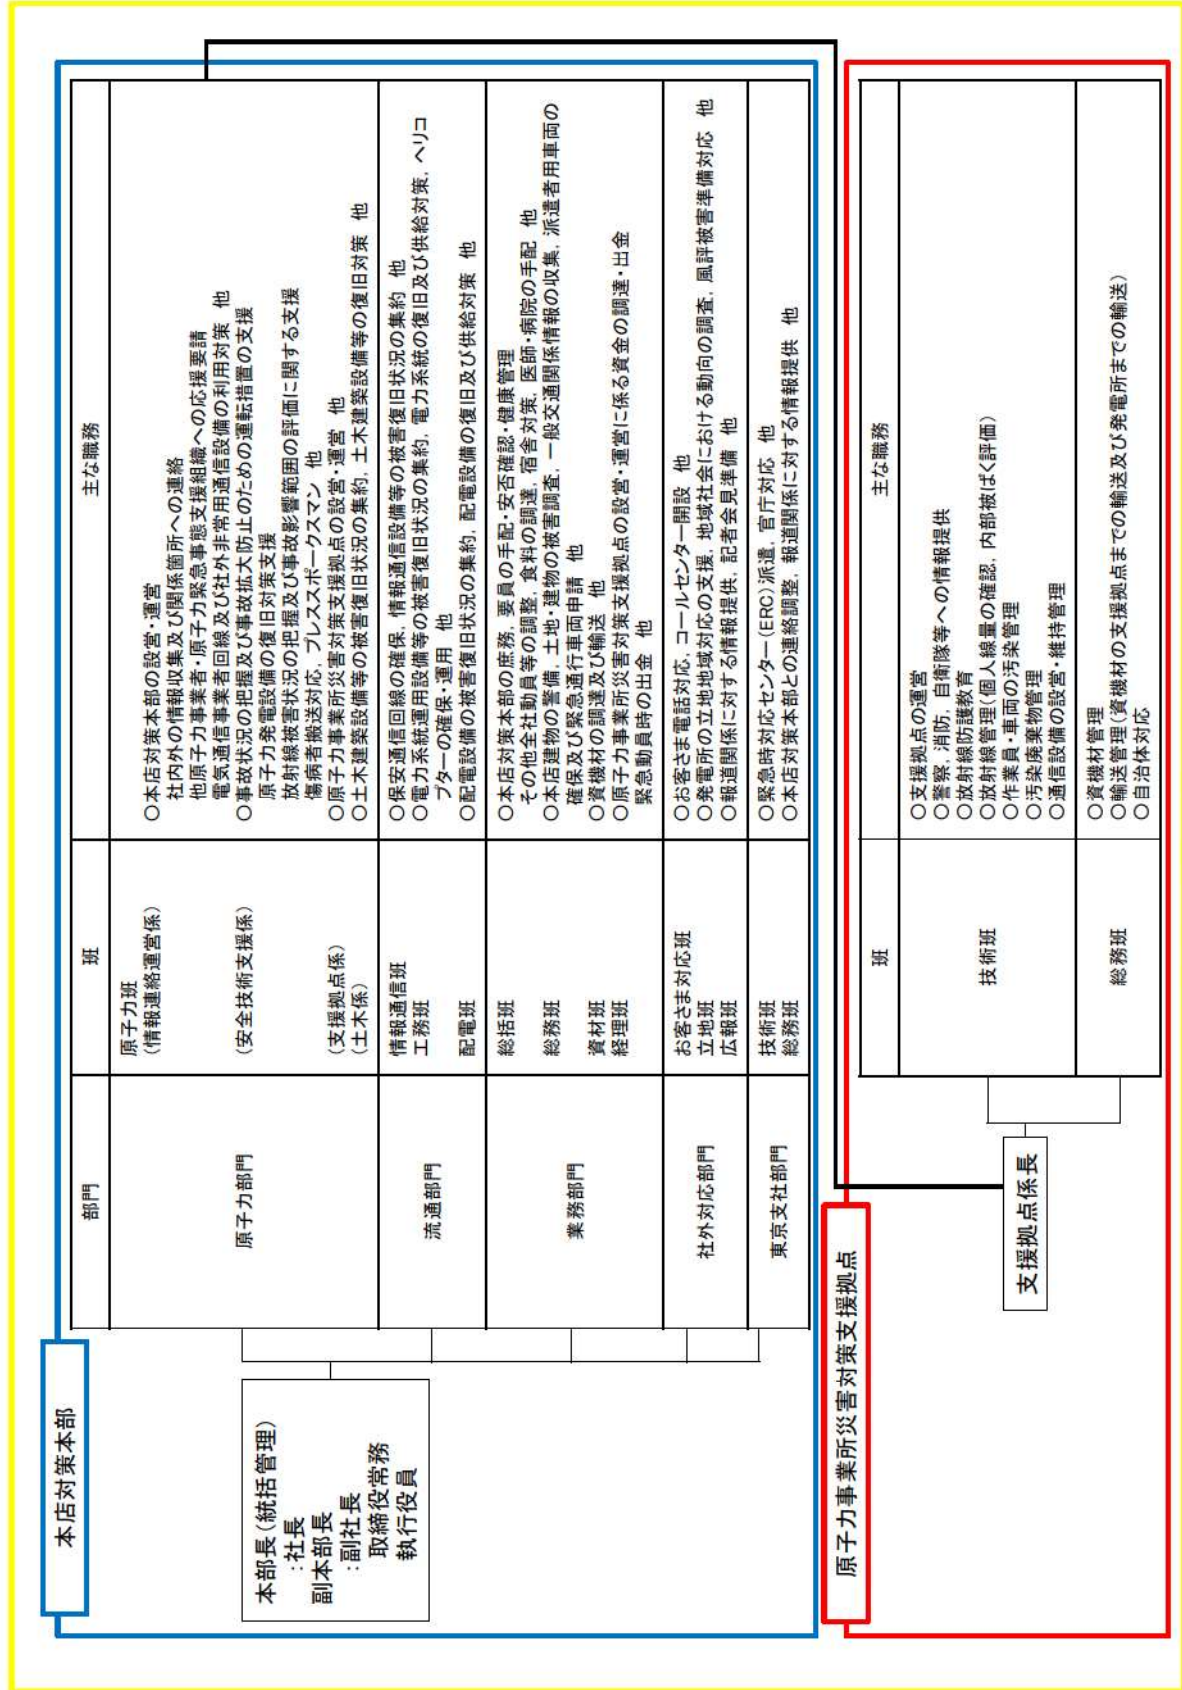 本店対策本部
本部長（統括管理）
：社長
副本部長
：副社長
取締役常務
執行役員
部門
班
主な職務
原子力部門
原子力班
（情報連絡運営係）
○本店対策本部の設営・運営
社内外の情報収集及び関係箇所への連絡
他原子力事業者・原子力緊急事態支援組織への応援要請
電気通信事業者回線及び社外非常用通信設備の利用対策　他
（安全技術支援係）
○事故状況の把握及び事故拡大防止のための運転措置の支援
原子力発電設備の復旧対策支援
放射線被害状況の把握及び事故影響範囲の評価に関する支援
傷病者搬送対応，プレススポークスマン　他
（支援拠点係）
○原子力事業所災害対策支援拠点の設営・運営　他
（土木係）
○土木建築設備等の被害復旧状況の集約，土木建築設備等の復旧対策　他
流通部門
情報通信班
○保安通信回線の確保，情報通信設備等の被害復旧状況の集約　他
工務班
○電力系統運用設備等の被害復旧状況の集約，電力系統の復旧及び供給対策，ヘリコ
プターの確保・運用　他
配電班
○配電設備の被害復旧状況の集約，配電設備の復旧及び供給対策　他
業務部門
総括班
○本店対策本部の庶務，要員の手配・安否確認・健康管理
その他全社動員等の調整，食料の調達，宿舎対策，医師・病院の手配　他
総務班
○本店建物の警備，土地・建物の被害調査，一般交通関係情報の収集，派遣者用車両の
確保及び緊急通行車両申請　他
資材班
○資機材の調達及び輸送　他
経理班
○原子力事業所災害対策支援拠点の設営・運営に係る資金の調達・出金
緊急動員時の出金　他
社外対応部門
お客さま対応班
○お客さま電話対応，コールセンター開設　他
立地班
○発電所の立地地域対応の支援，地域社会における動向の調査，風評被害準備対応　他
広報班
○報道関係に対する情報提供，記者会見準備　他
東京支社部門
技術班
○緊急時対応センター（ERC）派遣，官庁対応　他
総務班
○本店対策本部との連絡調整，報道関係に対する情報提供　他
原子力事業所災害対策支援拠点
支援拠点係長
班
主な職務
技術班
○支援拠点の運営
○警察，消防，自衛隊等への情報提供
○放射線防護教育
○放射線管理（個人線量の確認，内部被ばく評価）
○作業員・車両の汚染管理
○汚染廃棄物管理
○通信設備の設営・維持管理
総務班
○資機材管理
○輸送管理（資機材の支援拠点までの輸送及び発電所までの輸送）
○自治体対応